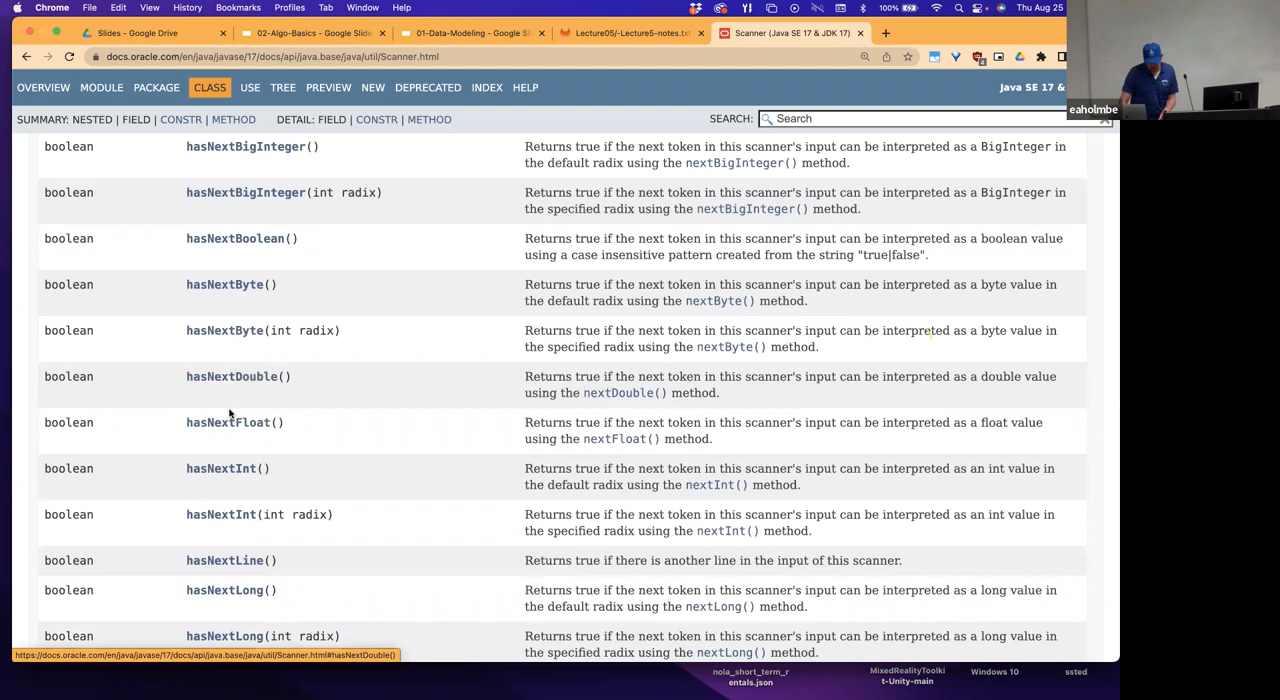 Chrome File Edit View History Bookmarks Profiles Tab Window Help 100% Thu Aug 25
Slides - Google Drive 02-Algo-Basics - Google Slide 01-Data-Modeling - Google Sl Lecture05/-Lecture5-notes.txt Scanner (Java SE 17 & JDK 17)
docs.oracle.com/en/java/javase/17/docs/api/java.base/java/util/Scanner.html
OVERVIEW MODULE PACKAGE CLASS USE TREE PREVIEW NEW DEPRECATED INDEX HELP Java SE 17 &
eaholmbe
SUMMARY: NESTED | FIELD | CONSTR | METHOD DETAIL: FIELD | CONSTR | METHOD SEARCH: Search
boolean hasNextBigInteger() Returns true if the next token in this scanner's input can be interpreted as a BigInteger in
the default radix using the nextBigInteger() method.
boolean hasNextBigInteger(int radix) Returns true if the next token in this scanner's input can be interpreted as a BigInteger in
the specified radix using the nextBigInteger() method.
boolean hasNextBoolean() Returns true if the next token in this scanner's input can be interpreted as a boolean value
using a case insensitive pattern created from the string "true|false".
boolean hasNextByte() Returns true if the next token in this scanner's input can be interpreted as a byte value in
the default radix using the nextByte() method.
boolean hasNextByte(int radix) Returns true if the next token in this scanner's input can be interpreted as a byte value in
the specified radix using the nextByte() method.
boolean hasNextDouble() Returns true if the next token in this scanner's input can be interpreted as a double value
using the nextDouble() method.
boolean hasNextFloat() Returns true if the next token in this scanner's input can be interpreted as a float value
using the nextFloat() method.
boolean hasNextInt() Returns true if the next token in this scanner's input can be interpreted as an int value in
the default radix using the nextInt() method.
boolean hasNextInt(int radix) Returns true if the next token in this scanner's input can be interpreted as an int value in
the specified radix using the nextInt() method.
boolean hasNextLine() Returns true if there is another line in the input of this scanner.
boolean hasNextLong() Returns true if the next token in this scanner's input can be interpreted as a long value in
the default radix using the nextLong() method.
boolean hasNextLong(int radix) Returns true if the next token in this scanner's input can be interpreted as a long value in
the specified radix using the nextLong() method.
https://docs.oracle.com/en/java/javase/17/docs/api/java.base/java/util/Scanner.html#hasNextDouble()
nola_short_term_r MixedRealityToolki Windows 10 ssted
entals.json t-Unity-main